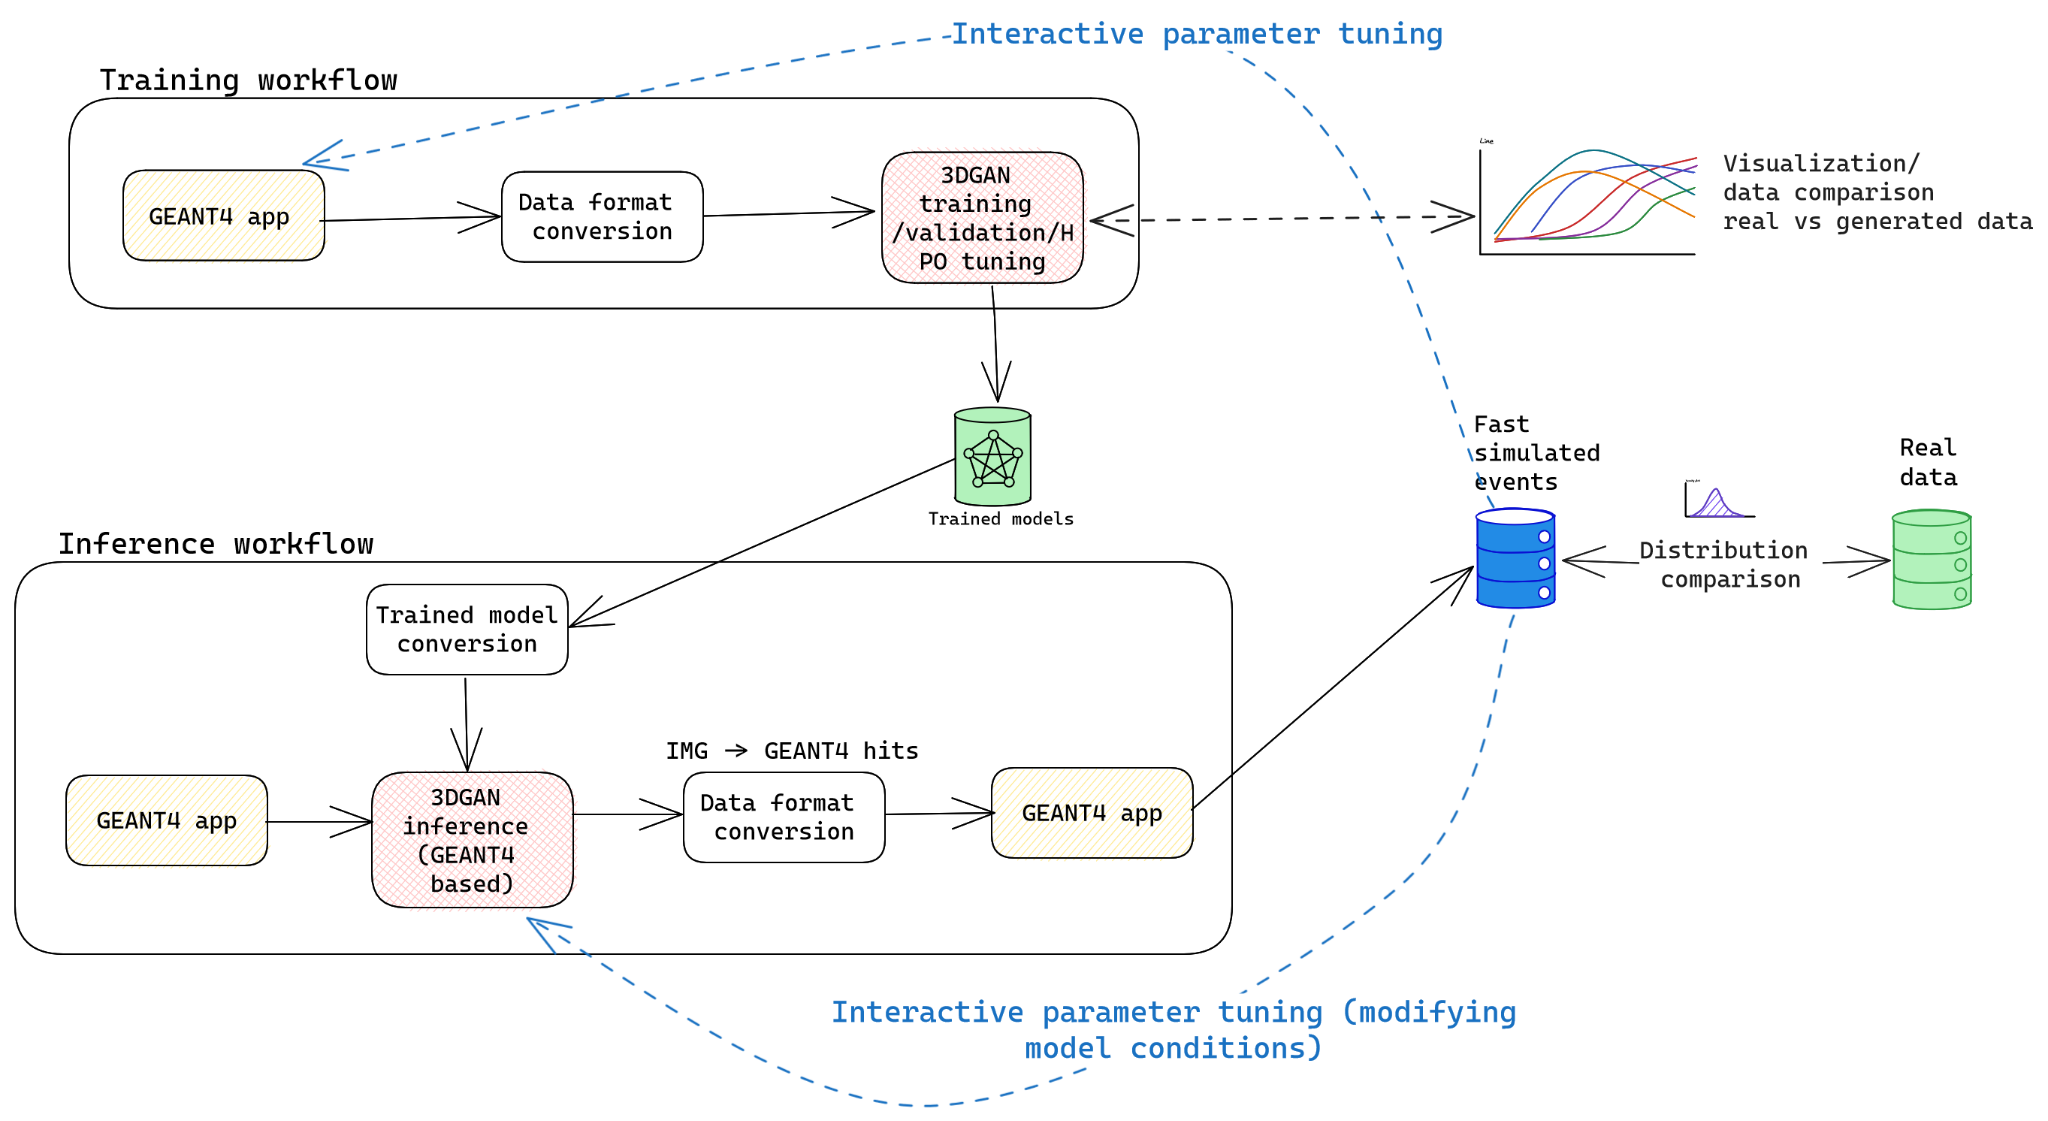 Interactive parameter tuning
Training workflow
GEANT4 app
Data format
conversion
3DGAN
training
/validation/H
PO tuning
Line
Visualization/
data comparison
real vs generated data
Trained models
Fast
simulated
events
Real
data
Distribution
comparison
Inference workflow
Trained model
conversion
IMG → GEANT4 hits
GEANT4 app
3DGAN
inference
(GEANT4
based)
Data format
conversion
GEANT4 app
Interactive parameter tuning (modifying
model conditions)